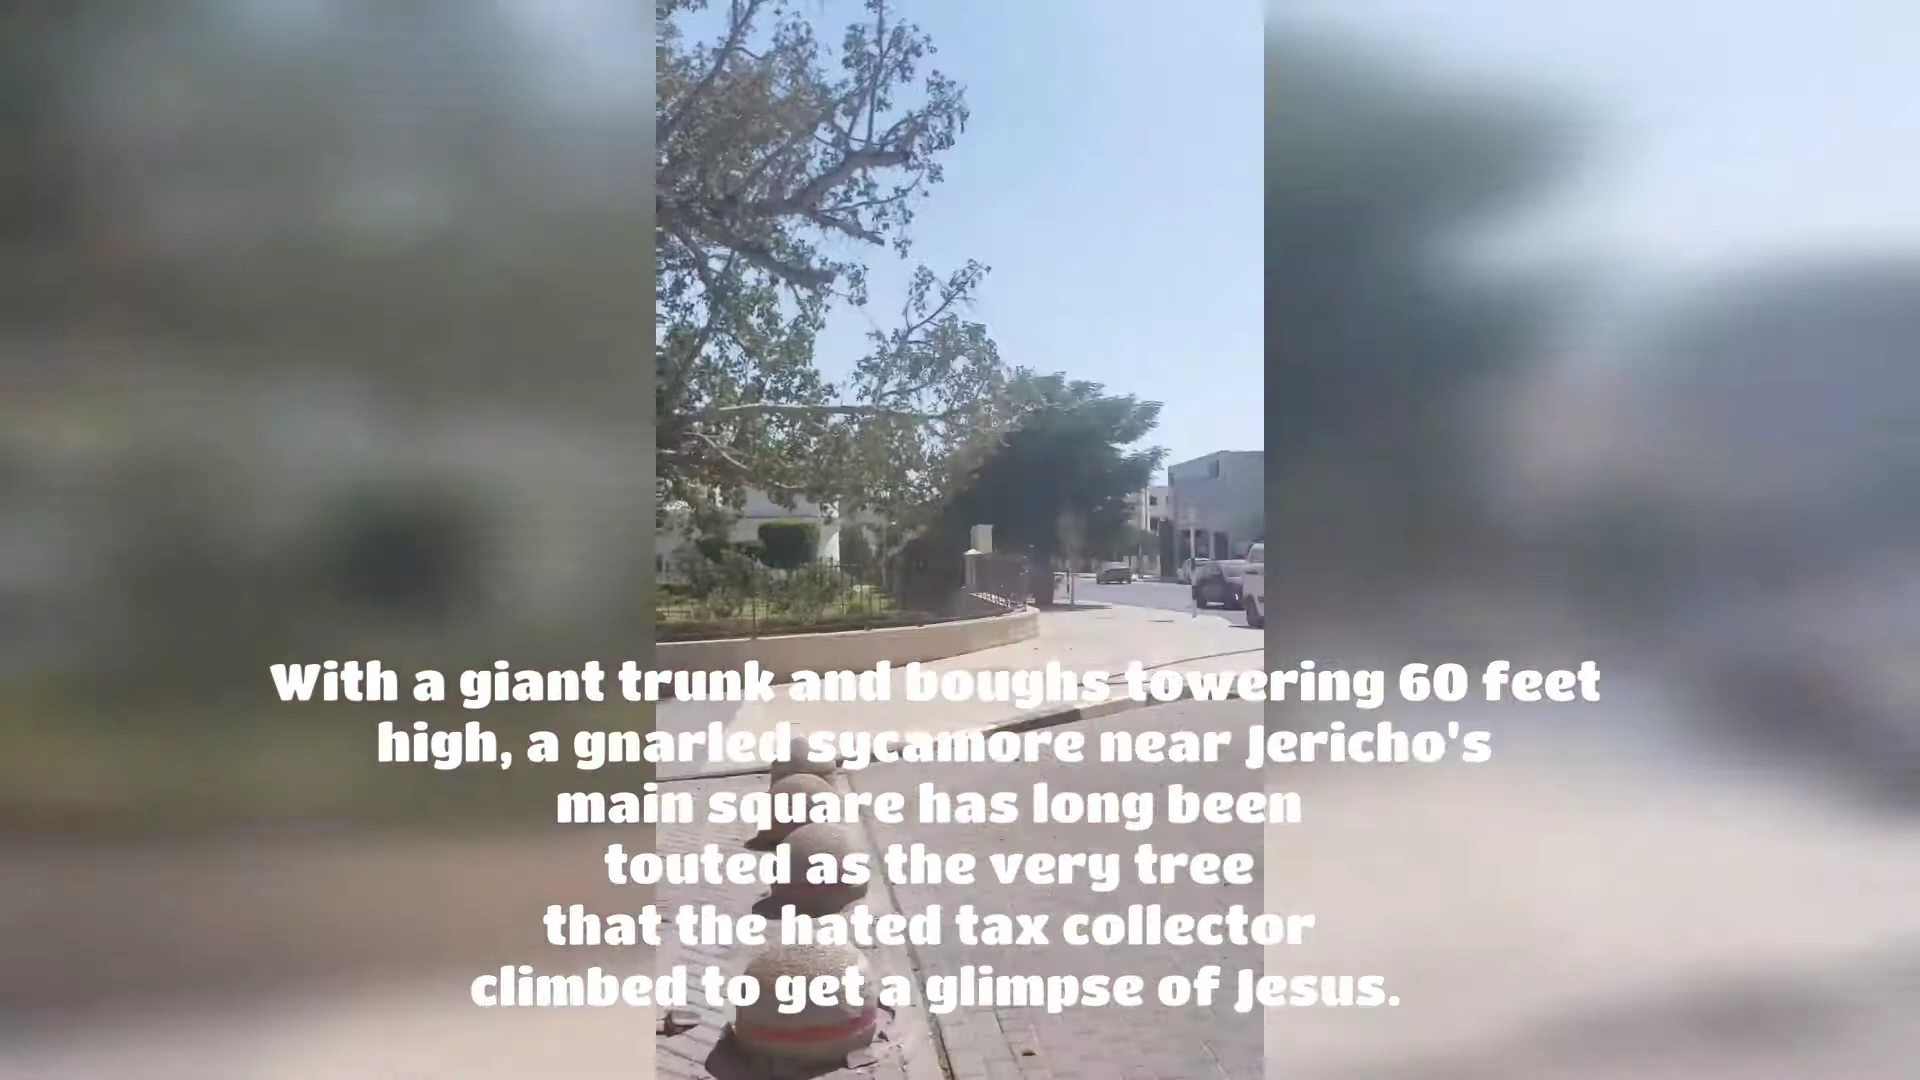 With a giant trunk and boughs towering 60 feet
high, a gnarled sycamore near Jericho's
main square has long been
touted as the very tree
that the hated tax collector
climbed to get a glimpse of Jesus.